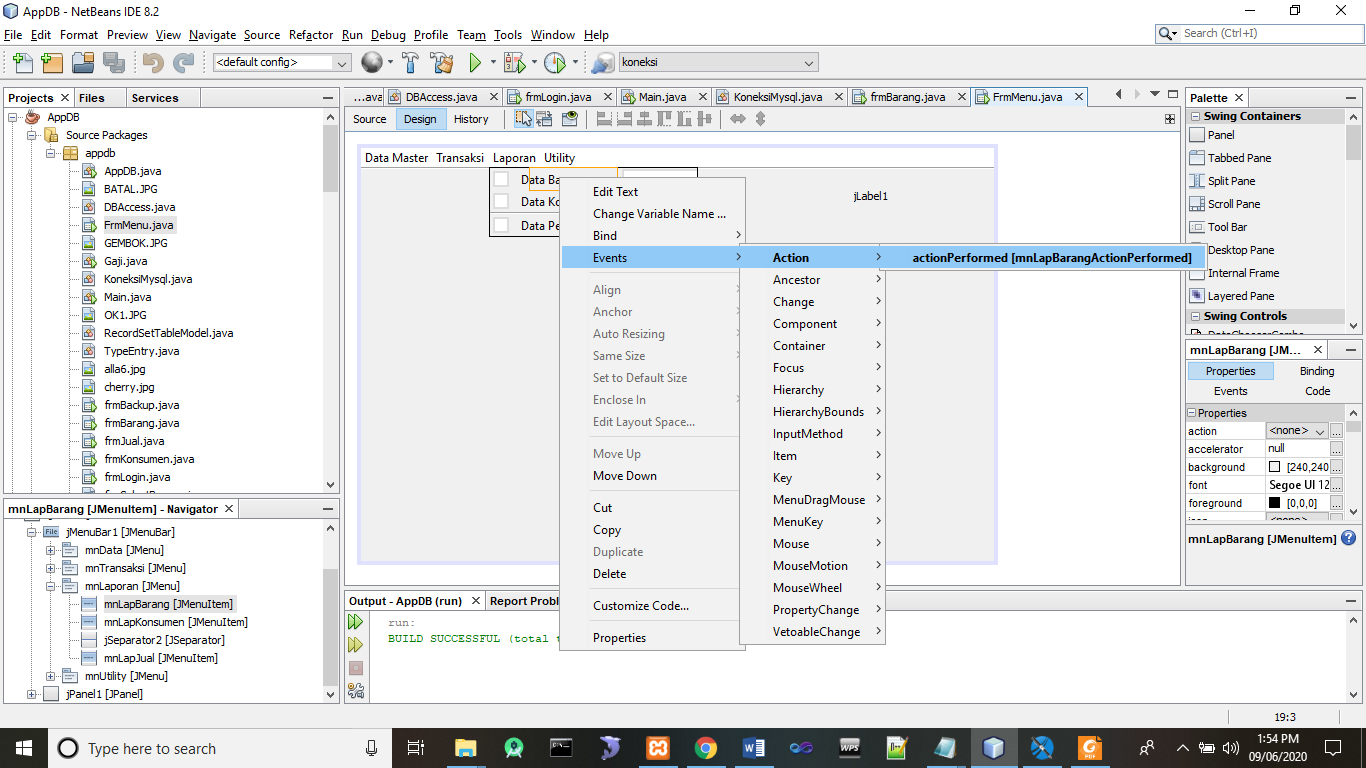 AppDB - NetBeans IDE 8.2
File Edit Format Preview View Navigate Source Refactor Run Debug Profile Team Tools Window Help
Search (Ctrl+I)
<default config>
koneksi
Projects Files Services
...ava DBAccess.java frmLogin.java Main.java KoneksiMysql.java frmBarang.java FrmMenu.java
Source Design History
AppDB
Source Packages
appdb
AppDB.java
BATAL.JPG
DBAccess.java
FrmMenu.java
GEMBOK.JPG
Gaji.java
KoneksiMysql.java
Main.java
OK1.JPG
RecordSetTableModel.java
TypeEntry.java
alla6.jpg
cherry.jpg
frmBackup.java
frmBarang.java
frmJual.java
frmKonsumen.java
frmLogin.java
mnLapBarang [JMenuItem] - Navigator
jMenuBar1 [JMenuBar]
mnData [JMenu]
mnTransaksi [JMenu]
mnLaporan [JMenu]
mnLapBarang [JMenuItem]
mnLapKonsumen [JMenuItem]
jSeparator2 [JSeparator]
mnLapJual [JMenuItem]
mnUtility [JMenu]
jPanel1 [JPanel]
Data Master Transaksi Laporan Utility
Data Ba
Data Ko
Data Pe
jLabel1
Edit Text
Change Variable Name ...
Bind
Events
Align
Anchor
Auto Resizing
Same Size
Set to Default Size
Enclose In
Edit Layout Space...
Move Up
Move Down
Cut
Copy
Duplicate
Delete
Customize Code...
Properties
Action
Ancestor
Change
Component
Container
Focus
Hierarchy
HierarchyBounds
InputMethod
Item
Key
MenuDragMouse
MenuKey
Mouse
MouseMotion
MouseWheel
PropertyChange
VetoableChange
actionPerformed [mnLapBarangActionPerformed]
Output - AppDB (run) Report Probl
run:
BUILD SUCCESSFUL (total t
Palette
Swing Containers
Panel
Tabbed Pane
Split Pane
Scroll Pane
Tool Bar
Desktop Pane
Internal Frame
Layered Pane
Swing Controls
mnLapBarang [JM...
Properties Binding
Events Code
Properties
action <none> ...
accelerator null ...
background [240,240 ...
font Segoe UI 12 ...
foreground [0,0,0] ...
mnLapBarang [JMenuItem]
19:3
Type here to search
1:54 PM
09/06/2020